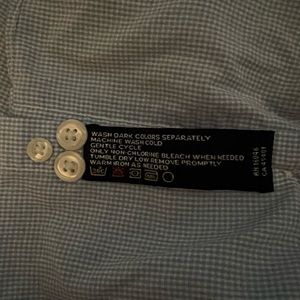 WASH DARK COLORS SEPARATELY
MACHINE WASH COLD
GENTLE CYCLE
ONLY NON-CHLORINE BLEACH WHEN NEEDED
TUMBLE DRY LOW REMOVE PROMPTLY
WARM IRON AS NEEDED